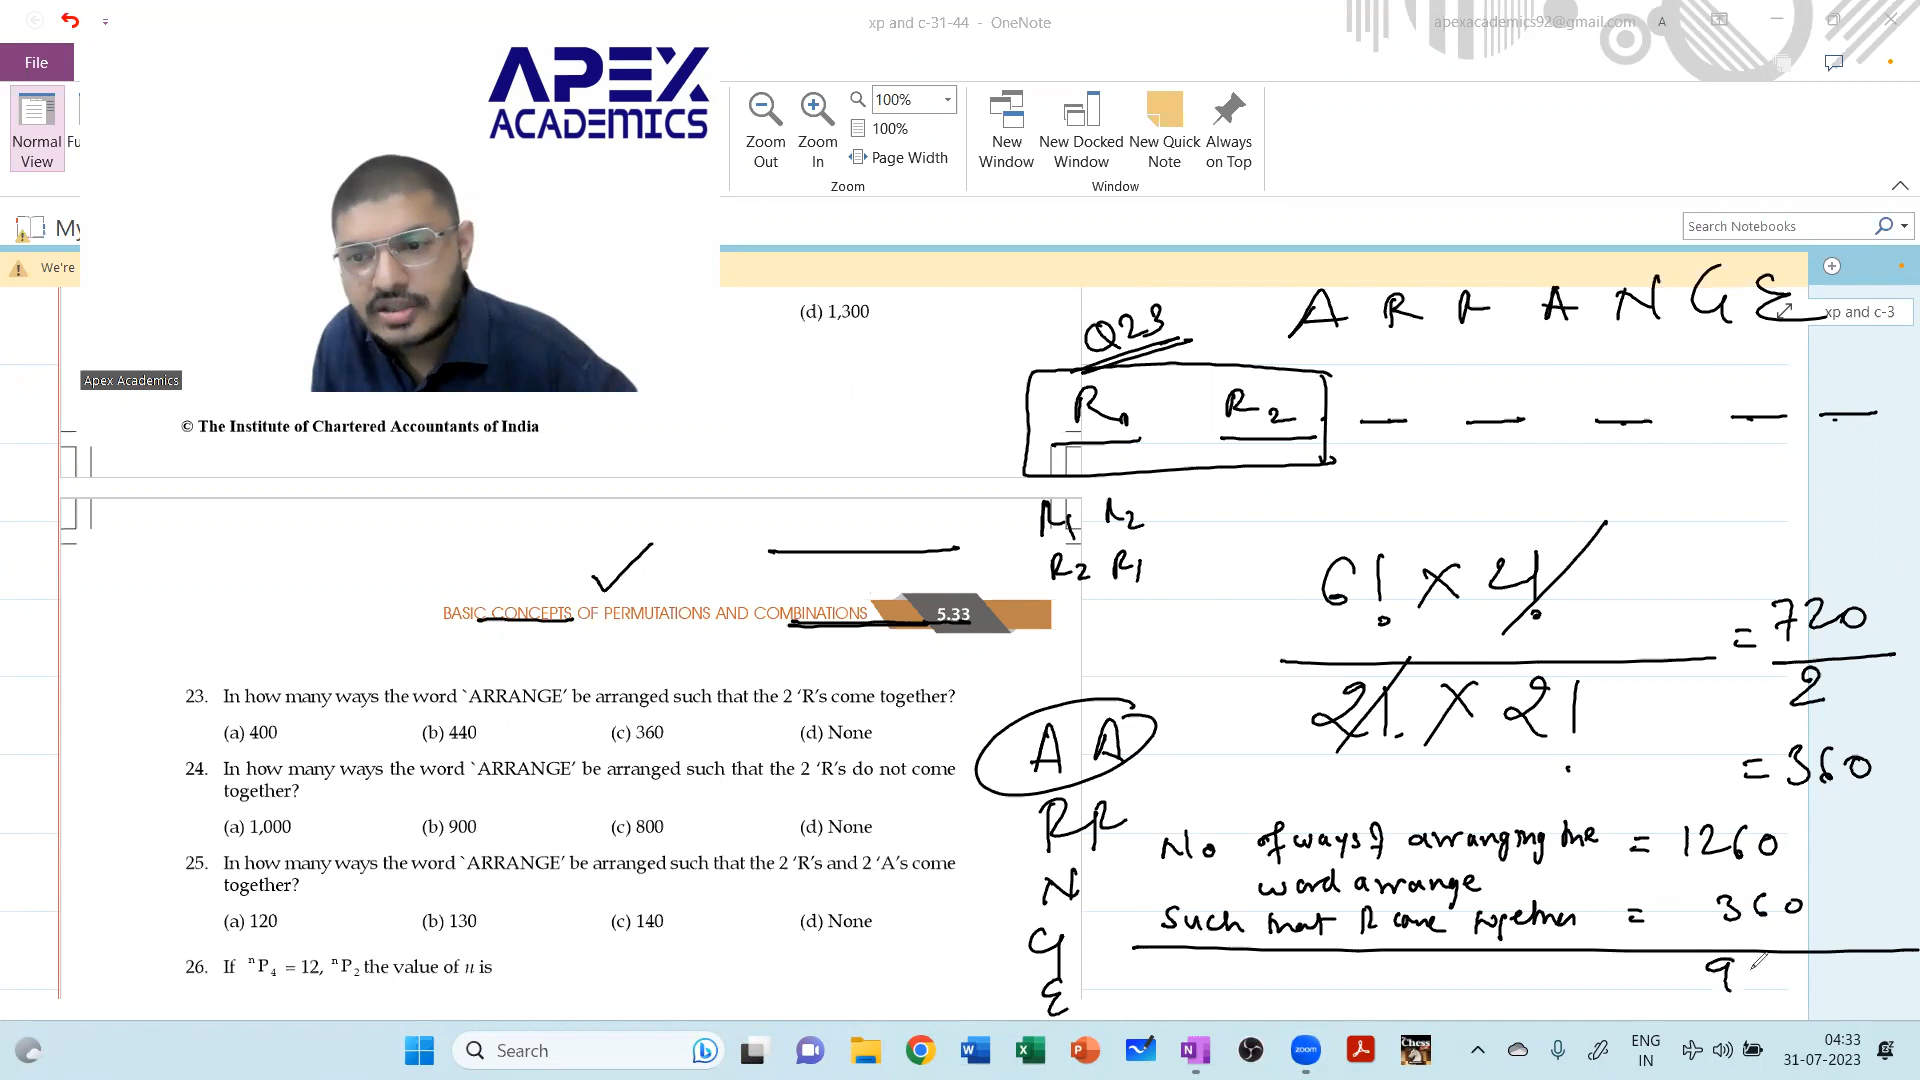 xp and c-31-44 - OneNote
apexacademics92@gmail.com A
File
APEX
ACADEMICS
Normal
View
Zoom
Out
Zoom
In
100%
100%
Page Width
Zoom
New
Window
New Docked
Window
New Quick
Note
Always
on Top
Window
My
Search Notebooks
We're
xp and c-3
Apex Academics
(d) 1,300
© The Institute of Chartered Accountants of India
BASIC CONCEPTS OF PERMUTATIONS AND COMBINATIONS 5.33
23. In how many ways the word `ARRANGE' be arranged such that the 2 'R's come together?
(a) 400 (b) 440 (c) 360 (d) None
24. In how many ways the word `ARRANGE' be arranged such that the 2 'R's do not come
together?
(a) 1,000 (b) 900 (c) 800 (d) None
25. In how many ways the word `ARRANGE' be arranged such that the 2 'R's and 2 'A's come
together?
(a) 120 (b) 130 (c) 140 (d) None
26. If ⁿP₄ = 12, ⁿP₂ the value of n is
Q23
A R R A N G E
R₁ R₂
R₁ R₂
R₂ R₁
6! × 2!
2! × 2!
= 720
2
= 360
A A
R R
N
G
E
No of ways of arranging the = 1260
word arrange
Such that R come together = 360
9
Search
Chess
zoom
ENG
IN
04:33
31-07-2023